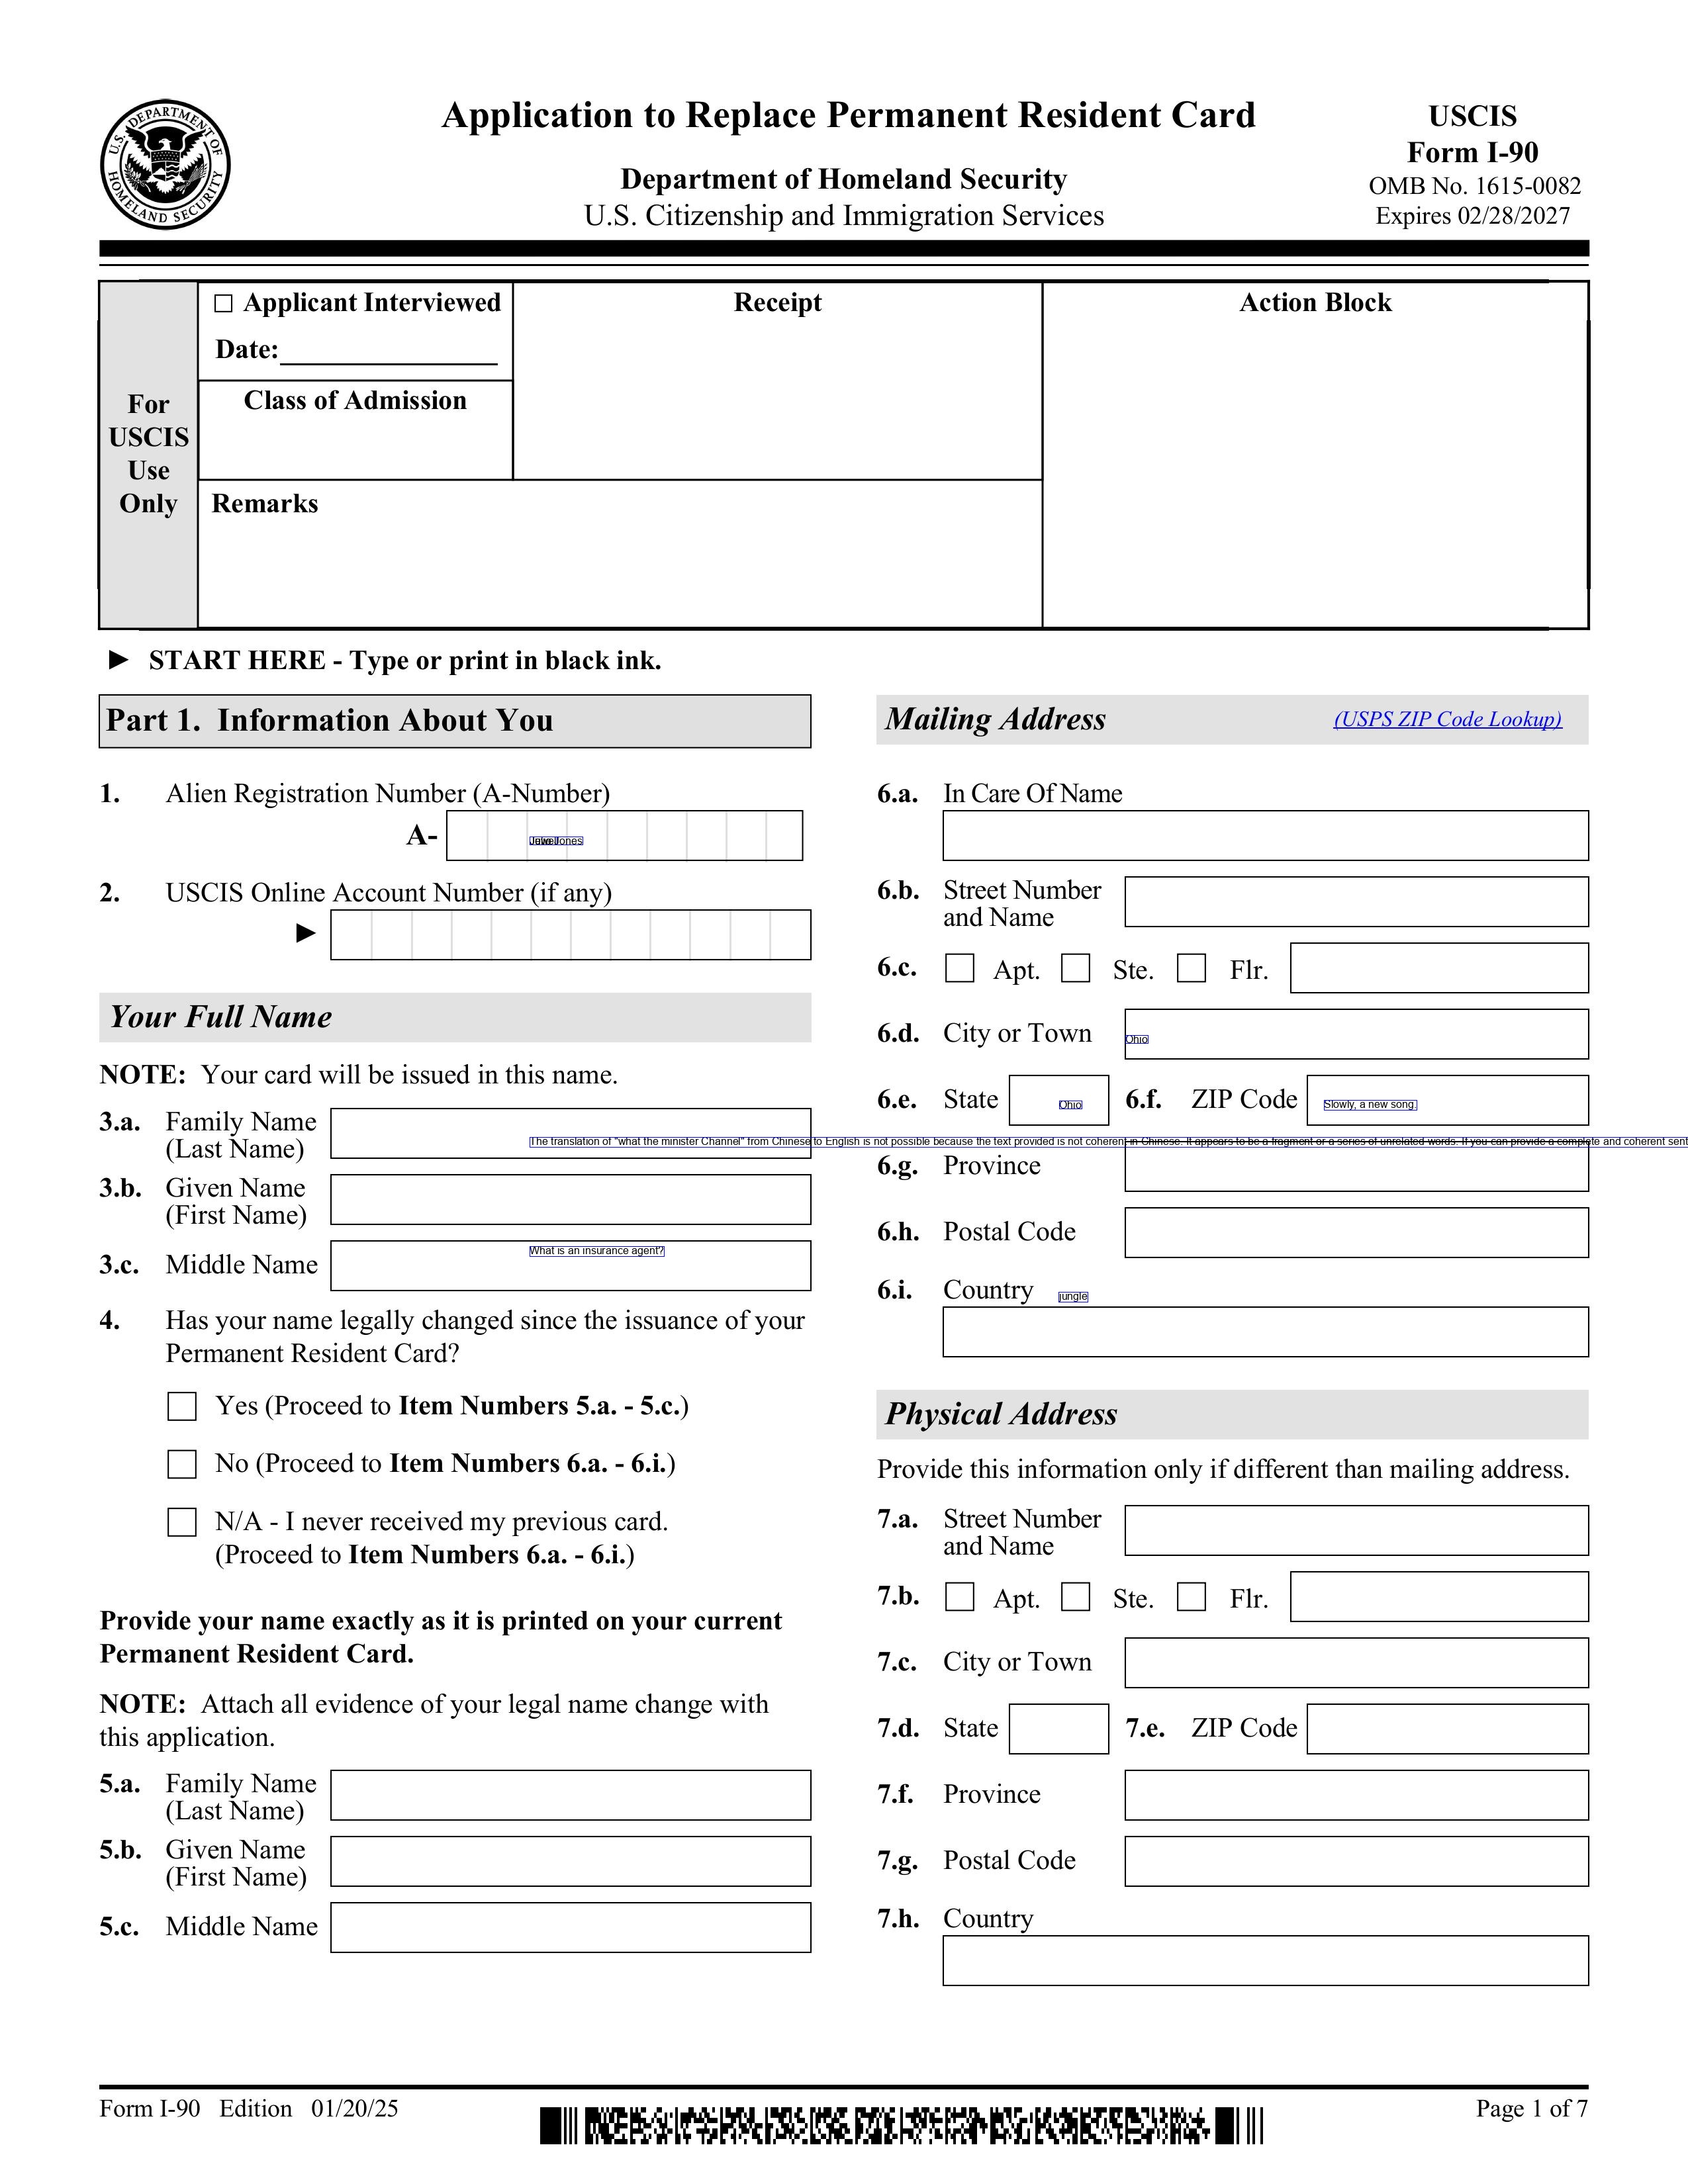 U.S. DEPARTMENT OF HOMELAND SECURITY
Application to Replace Permanent Resident Card
Department of Homeland Security
U.S. Citizenship and Immigration Services
USCIS
Form I-90
OMB No. 1615-0082
Expires 02/28/2027
For
USCIS
Use
Only
Applicant Interviewed
Date:
Class of Admission
Receipt
Action Block
Remarks
► START HERE - Type or print in black ink.
Part 1. Information About You
1. Alien Registration Number (A-Number)
A-
Jones
2. USCIS Online Account Number (if any)
►
Your Full Name
NOTE: Your card will be issued in this name.
3.a. Family Name
(Last Name)
The translation of "what the minister Channel" from Chinese to English is not possible because the text provided is not coherent in Chinese. It appears to be a fragment or a series of unrelated words. If you can provide a complete and coherent sent
3.b. Given Name
(First Name)
3.c. Middle Name
What is an insurance agent?
4. Has your name legally changed since the issuance of your
Permanent Resident Card?
Yes (Proceed to Item Numbers 5.a. - 5.c.)
No (Proceed to Item Numbers 6.a. - 6.i.)
N/A - I never received my previous card.
(Proceed to Item Numbers 6.a. - 6.i.)
Provide your name exactly as it is printed on your current
Permanent Resident Card.
NOTE: Attach all evidence of your legal name change with
this application.
5.a. Family Name
(Last Name)
5.b. Given Name
(First Name)
5.c. Middle Name
Mailing Address (USPS ZIP Code Lookup)
6.a. In Care Of Name
6.b. Street Number
and Name
6.c. Apt. Ste. Flr.
6.d. City or Town Ohio
6.e. State Ohio 6.f. ZIP Code Slowly, a new song
6.g. Province
6.h. Postal Code
6.i. Country jungle
Physical Address
Provide this information only if different than mailing address.
7.a. Street Number
and Name
7.b. Apt. Ste. Flr.
7.c. City or Town
7.d. State 7.e. ZIP Code
7.f. Province
7.g. Postal Code
7.h. Country
Form I-90 Edition 01/20/25
Page 1 of 7